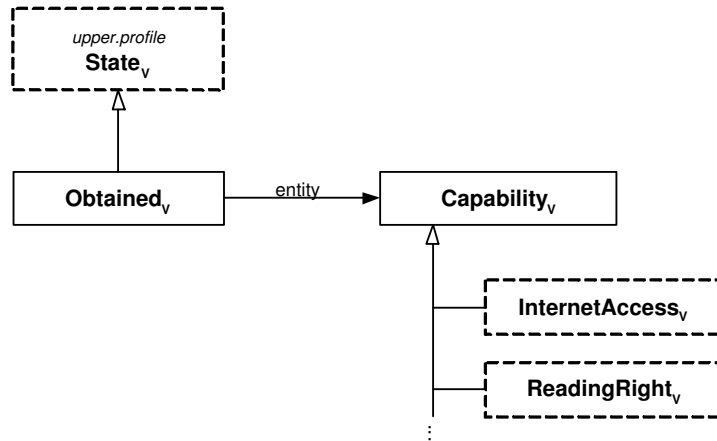 upper.profile
State_v
Obtained_v
entity
Capability_v
InternetAccess_v
ReadingRight_v
...